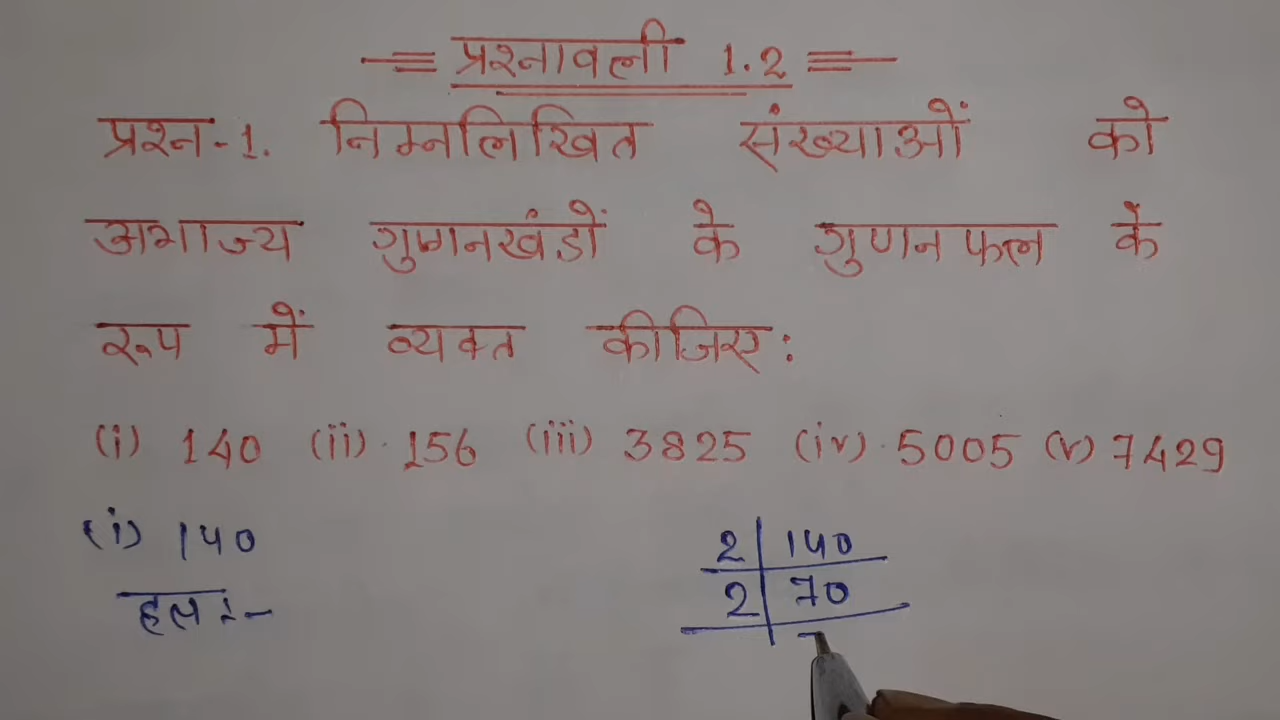 प्रश्नावली 1.2
प्रश्न-1. निम्नलिखित संख्याओं को
अभाज्य गुणनखंडों के गुणनफल के
रूप में व्यक्त कीजिए:
(i) 140 (ii) 156 (iii) 3825 (iv) 5005 (v) 7429
(i) 140
हल:-
2 | 140
2 | 70